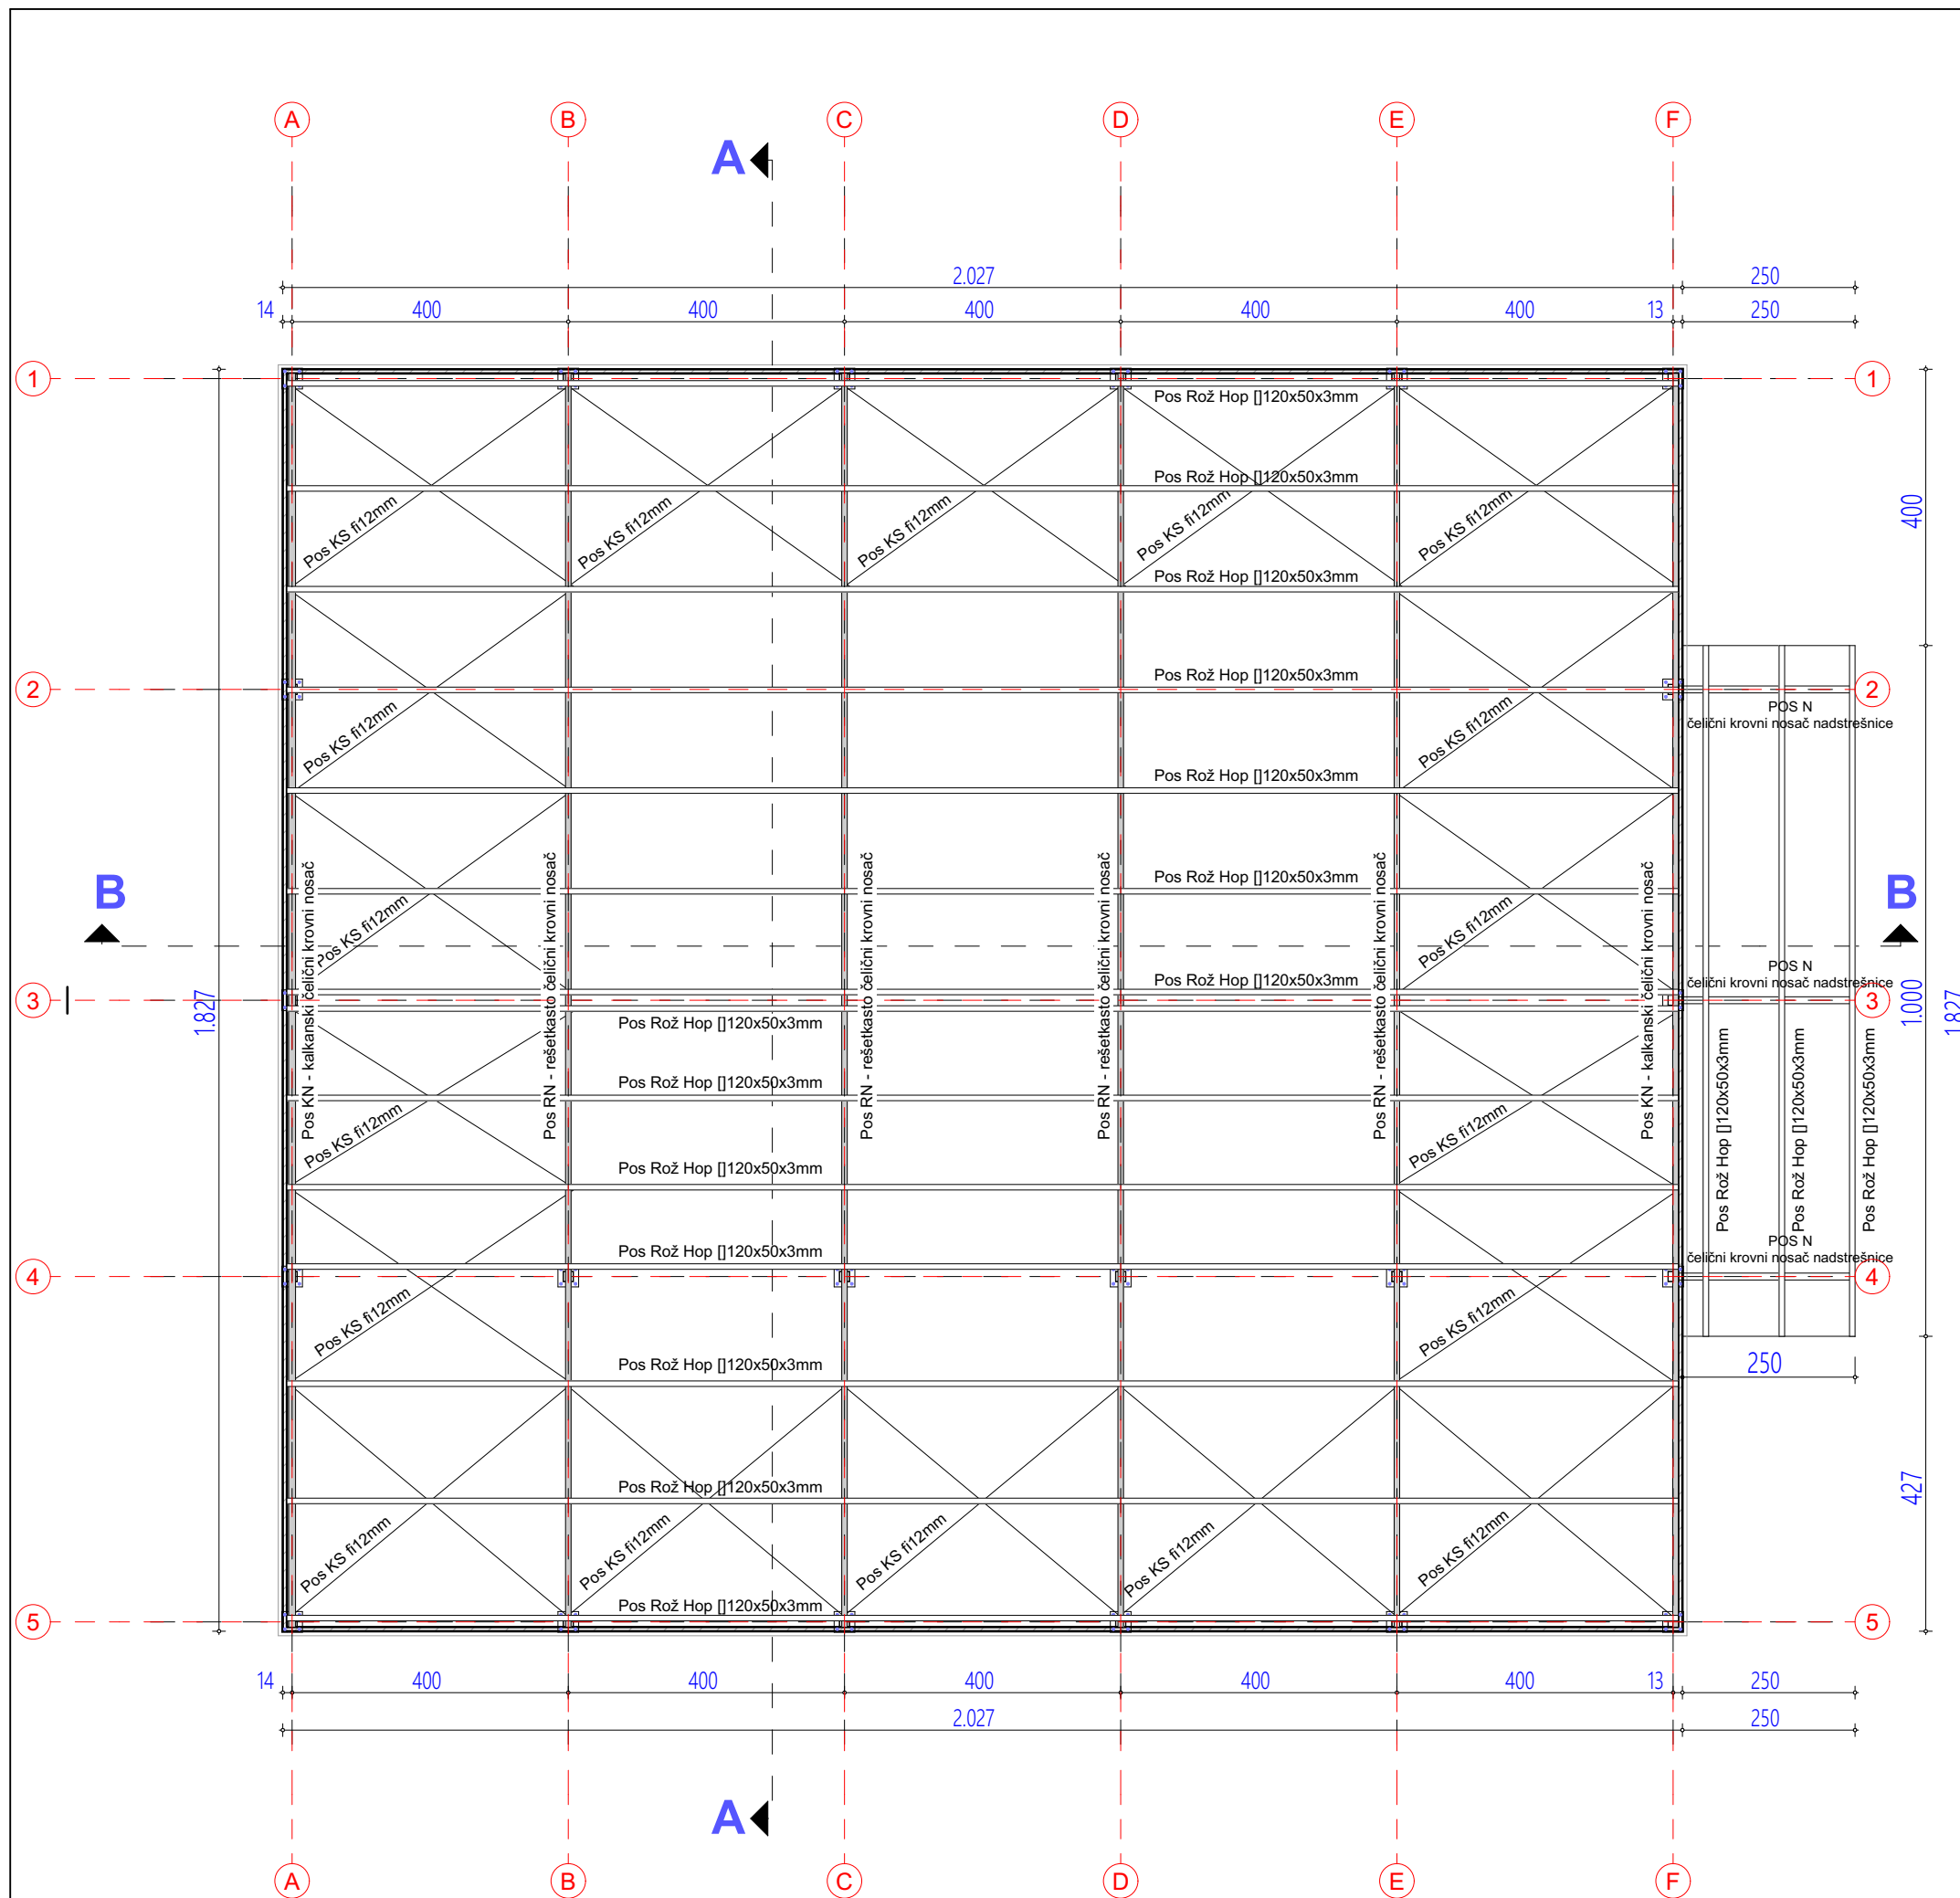 A
B
C
D
E
F
A
2.027
250
14
400
400
400
400
400
13
250
1
1
Pos Rož Hop []120x50x3mm
Pos Rož Hop []120x50x3mm
400
Pos KS fi12mm
Pos KS fi12mm
Pos KS fi12mm
Pos KS fi12mm
Pos KS fi12mm
Pos Rož Hop []120x50x3mm
2
Pos Rož Hop []120x50x3mm
2
POS N
čelični krovni nosač nadstrešnice
Pos KS fi12mm
Pos KS fi12mm
Pos Rož Hop []120x50x3mm
B
Pos Rož Hop []120x50x3mm
B
Pos KS fi12mm
Pos KS fi12mm
Pos KN - kalkanski čelični krovni nosač
Pos RN - rešetkasto čelični krovni nosač
Pos RN - rešetkasto čelični krovni nosač
Pos RN - rešetkasto čelični krovni nosač
Pos RN - rešetkasto čelični krovni nosač
Pos KN - kalkanski čelični krovni nosač
POS N
čelični krovni nosač nadstrešnice
Pos Rož Hop []120x50x3mm
3
3
1.827
1.000
1.827
Pos Rož Hop []120x50x3mm
Pos Rož Hop []120x50x3mm
Pos KS fi12mm
Pos KS fi12mm
Pos Rož Hop []120x50x3mm
Pos Rož Hop []120x50x3mm
Pos Rož Hop []120x50x3mm
Pos Rož Hop []120x50x3mm
POS N
čelični krovni nosač nadstrešnice
Pos Rož Hop []120x50x3mm
4
4
Pos KS fi12mm
Pos KS fi12mm
Pos Rož Hop []120x50x3mm
250
Pos Rož Hop []120x50x3mm
427
Pos KS fi12mm
Pos KS fi12mm
Pos KS fi12mm
Pos KS fi12mm
Pos KS fi12mm
Pos Rož Hop []120x50x3mm
5
5
14
400
400
400
400
400
13
250
2.027
250
A
A
B
C
D
E
F